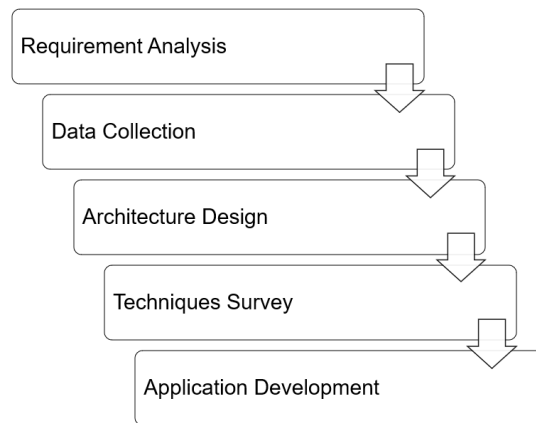 Requirement Analysis
Data Collection
Architecture Design
Techniques Survey
Application Development